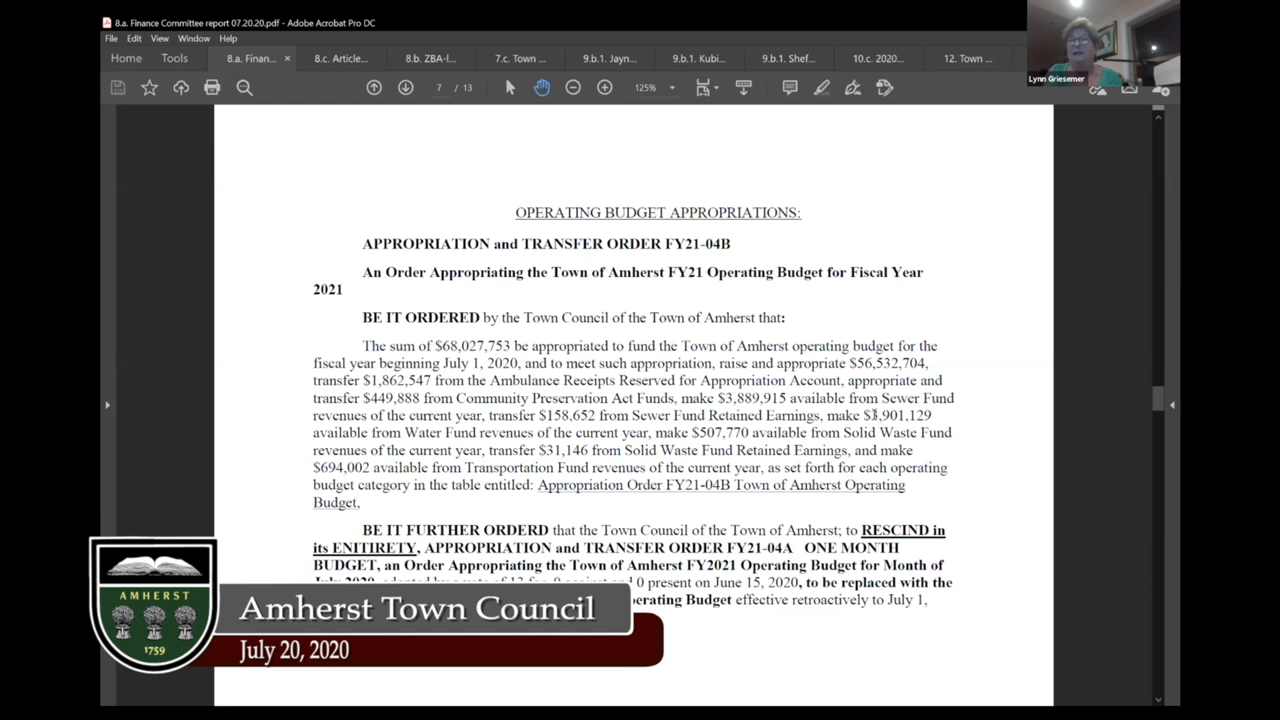 8.a. Finance Committee report 07.20.20.pdf - Adobe Acrobat Pro DC
File Edit View Window Help
Home Tools 8.a. Finan... × 8.c. Article... 8.b. ZBA-l... 7.c. Town ... 9.b.1. Jayn... 9.b.1. Kubi... 9.b.1. Shef... 10.c. 2020... 12. Town ...
Lynn Griesemer
7 / 13 125%
OPERATING BUDGET APPROPRIATIONS:
APPROPRIATION and TRANSFER ORDER FY21-04B
An Order Appropriating the Town of Amherst FY21 Operating Budget for Fiscal Year
2021
BE IT ORDERED by the Town Council of the Town of Amherst that:
The sum of $68,027,753 be appropriated to fund the Town of Amherst operating budget for the
fiscal year beginning July 1, 2020, and to meet such appropriation, raise and appropriate $56,532,704,
transfer $1,862,547 from the Ambulance Receipts Reserved for Appropriation Account, appropriate and
transfer $449,888 from Community Preservation Act Funds, make $3,889,915 available from Sewer Fund
revenues of the current year, transfer $158,652 from Sewer Fund Retained Earnings, make
available from Water Fund revenues of the current year, make $507,770 available from Solid Waste Fund
revenues of the current year, transfer $31,146 from Solid Waste Fund Retained Earnings, and make
$694,002 available from Transportation Fund revenues of the current year, as set forth for each operating
budget category in the table entitled: Appropriation Order FY21-04B Town of Amherst Operating
Budget,
BE IT FURTHER ORDERD that the Town Council of the Town of Amherst; to RESCIND in
its ENITIRETY, APPROPRIATION and TRANSFER ORDER FY21-04A ONE MONTH
BUDGET, an Order Appropriating the Town of Amherst FY2021 Operating Budget for Month of
0 present on June 15, 2020, to be replaced with the
Budget effective retroactively to July 1,
AMHERST
1759
Amherst Town Council
July 20, 2020